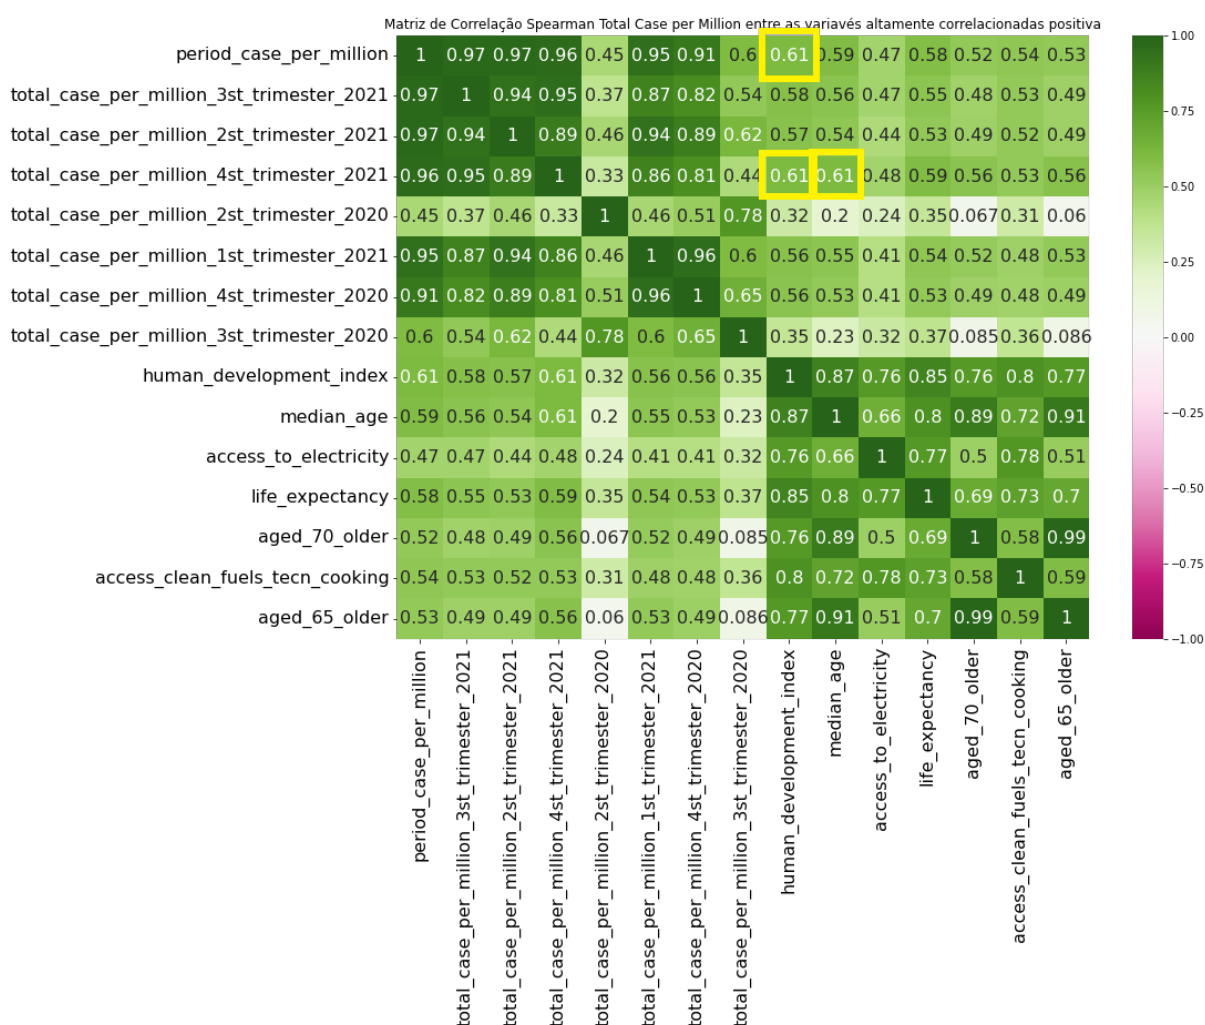 Matriz de Correlação Spearman Total Case per Million entre as variavés altamente correlacionadas positiva
period_case_per_million 1 0.97 0.97 0.96 0.45 0.95 0.91 0.6 0.61 0.59 0.47 0.58 0.52 0.54 0.53
total_case_per_million_3st_trimester_2021 0.97 1 0.94 0.95 0.37 0.87 0.82 0.54 0.58 0.56 0.47 0.55 0.48 0.53 0.49
total_case_per_million_2st_trimester_2021 0.97 0.94 1 0.89 0.46 0.94 0.89 0.62 0.57 0.54 0.44 0.53 0.49 0.52 0.49
total_case_per_million_4st_trimester_2021 0.96 0.95 0.89 1 0.33 0.86 0.81 0.44 0.61 0.61 0.48 0.59 0.56 0.53 0.56
total_case_per_million_2st_trimester_2020 0.45 0.37 0.46 0.33 1 0.46 0.51 0.78 0.32 0.2 0.24 0.35 0.067 0.31 0.06
total_case_per_million_1st_trimester_2021 0.95 0.87 0.94 0.86 0.46 1 0.96 0.6 0.56 0.55 0.41 0.54 0.52 0.48 0.53
total_case_per_million_4st_trimester_2020 0.91 0.82 0.89 0.81 0.51 0.96 1 0.65 0.56 0.53 0.41 0.53 0.49 0.48 0.49
total_case_per_million_3st_trimester_2020 0.6 0.54 0.62 0.44 0.78 0.6 0.65 1 0.35 0.23 0.32 0.37 0.085 0.36 0.086
human_development_index 0.61 0.58 0.57 0.61 0.32 0.56 0.56 0.35 1 0.87 0.76 0.85 0.76 0.8 0.77
median_age 0.59 0.56 0.54 0.61 0.2 0.55 0.53 0.23 0.87 1 0.66 0.8 0.89 0.72 0.91
access_to_electricity 0.47 0.47 0.44 0.48 0.24 0.41 0.41 0.32 0.76 0.66 1 0.77 0.5 0.78 0.51
life_expectancy 0.58 0.55 0.53 0.59 0.35 0.54 0.53 0.37 0.85 0.8 0.77 1 0.69 0.73 0.7
aged_70_older 0.52 0.48 0.49 0.56 0.067 0.52 0.49 0.085 0.76 0.89 0.5 0.69 1 0.58 0.99
access_clean_fuels_tecn_cooking 0.54 0.53 0.52 0.53 0.31 0.48 0.48 0.36 0.8 0.72 0.78 0.73 0.58 1 0.59
aged_65_older 0.53 0.49 0.49 0.56 0.06 0.53 0.49 0.086 0.77 0.91 0.51 0.7 0.99 0.59 1
period_case_per_million
total_case_per_million_3st_trimester_2021
total_case_per_million_2st_trimester_2021
total_case_per_million_4st_trimester_2021
total_case_per_million_2st_trimester_2020
total_case_per_million_1st_trimester_2021
total_case_per_million_4st_trimester_2020
total_case_per_million_3st_trimester_2020
human_development_index
median_age
access_to_electricity
life_expectancy
aged_70_older
access_clean_fuels_tecn_cooking
aged_65_older
1.00
0.75
0.50
0.25
0.00
−0.25
−0.50
−0.75
−1.00